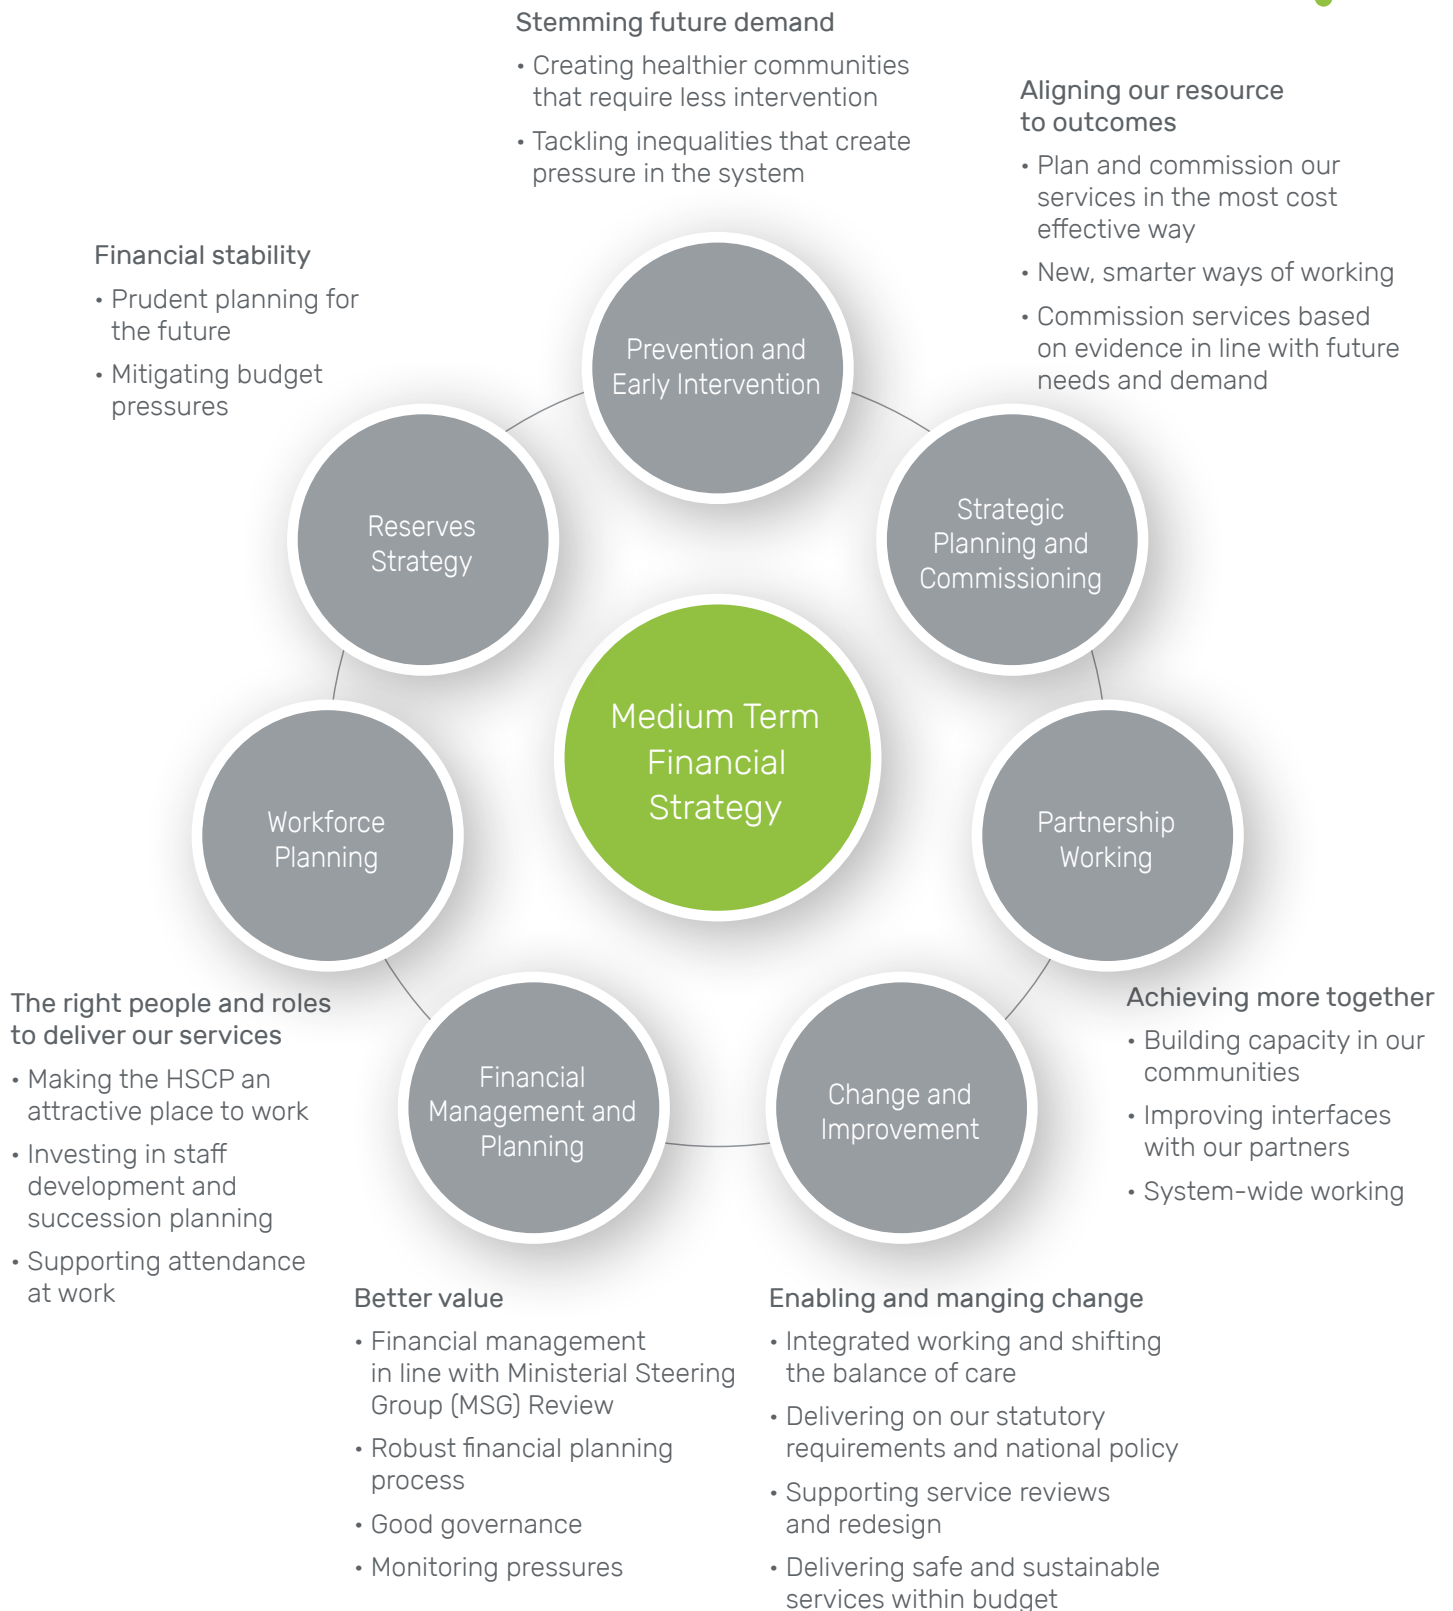 Stemming future demand
• Creating healthier communities
that require less intervention
• Tackling inequalities that create
pressure in the system
Aligning our resource
to outcomes
• Plan and commission our
services in the most cost
effective way
• New, smarter ways of working
• Commission services based
on evidence in line with future
needs and demand
Financial stability
• Prudent planning for
the future
• Mitigating budget
pressures
Prevention and
Early Intervention
Reserves
Strategy
Strategic
Planning and
Commissioning
Medium Term
Financial
Strategy
Workforce
Planning
Partnership
Working
Financial
Management and
Planning
Change and
Improvement
The right people and roles
to deliver our services
• Making the HSCP an
attractive place to work
• Investing in staff
development and
succession planning
• Supporting attendance
at work
Achieving more together
• Building capacity in our
communities
• Improving interfaces
with our partners
• System-wide working
Better value
• Financial management
in line with Ministerial Steering
Group (MSG) Review
• Robust financial planning
process
• Good governance
• Monitoring pressures
Enabling and manging change
• Integrated working and shifting
the balance of care
• Delivering on our statutory
requirements and national policy
• Supporting service reviews
and redesign
• Delivering safe and sustainable
services within budget